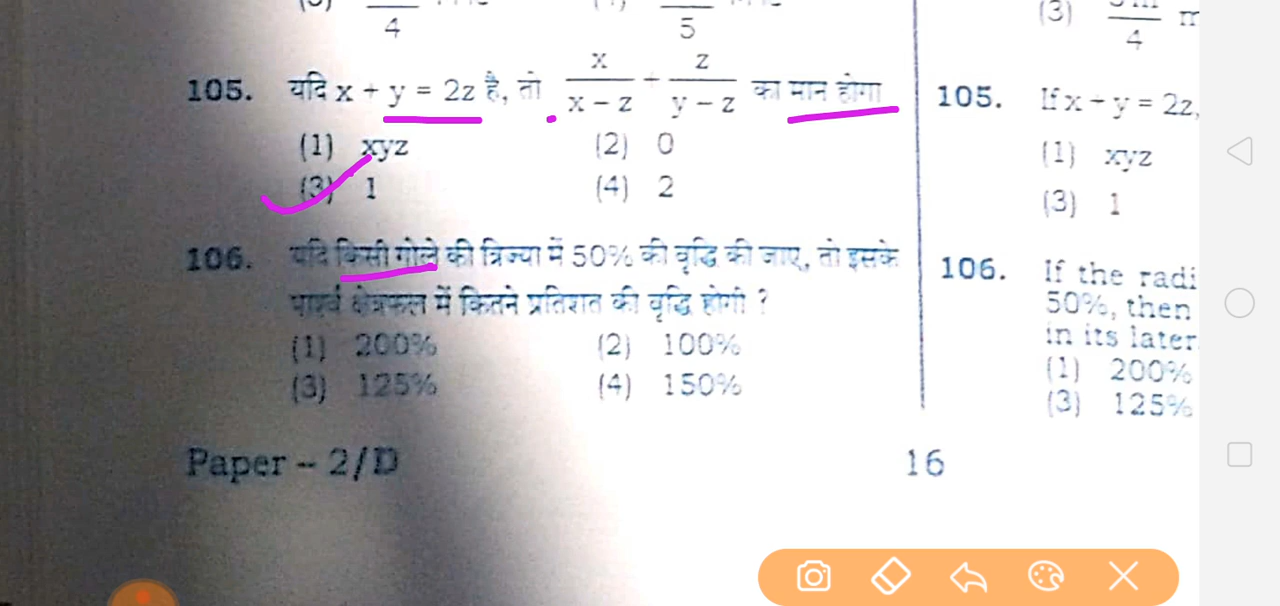 4
5
(3)
4
105. यदि x + y = 2z है, तो x/(x – z) + z/(y – z) का मान होगा
(1) xyz (2) 0
(3) 1 (4) 2
106. यदि किसी गोले की त्रिज्या में 50% की वृद्धि की जाए, तो इसके
पार्श्व क्षेत्रफल में कितने प्रतिशत की वृद्धि होगी ?
(1) 200% (2) 100%
(3) 125% (4) 150%
105. If x + y = 2z,
(1) xyz
(3) 1
106. If the radi
50%, then
in its later
(1) 200%
(3) 125%
Paper – 2/D 16